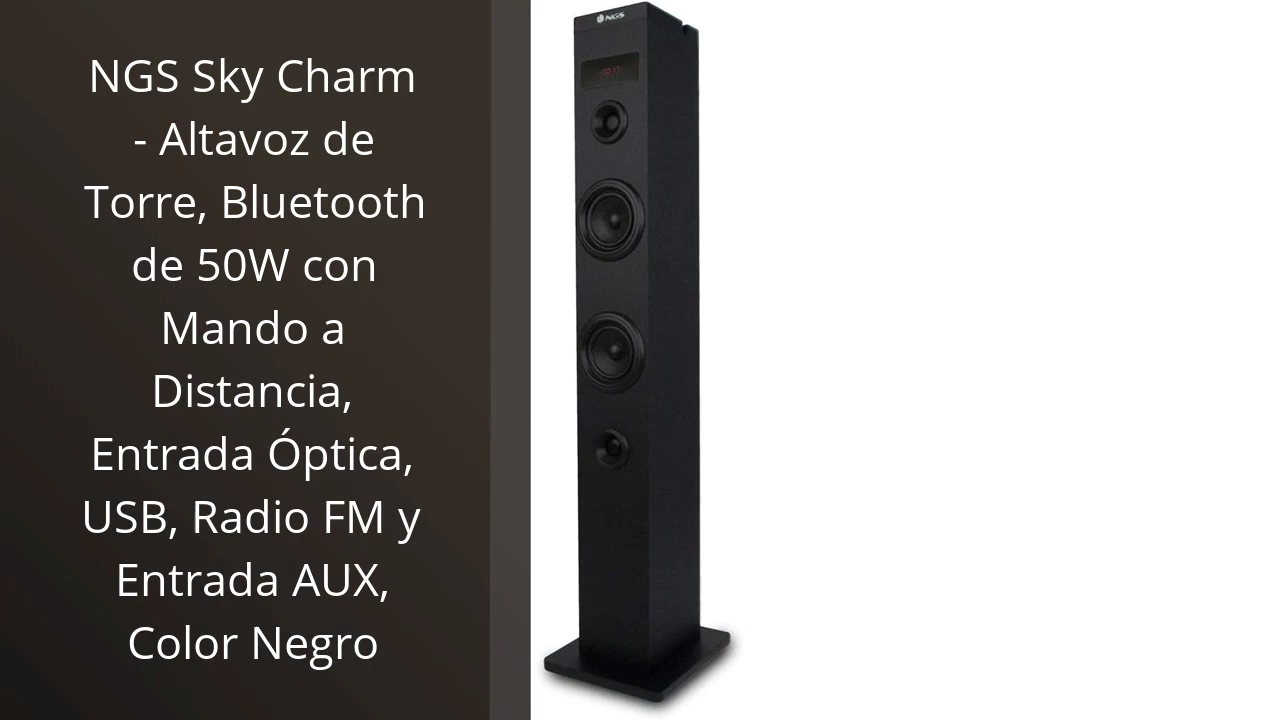 NGS Sky Charm
- Altavoz de
Torre, Bluetooth
de 50W con
Mando a
Distancia,
Entrada Óptica,
USB, Radio FM y
Entrada AUX,
Color Negro
NGS